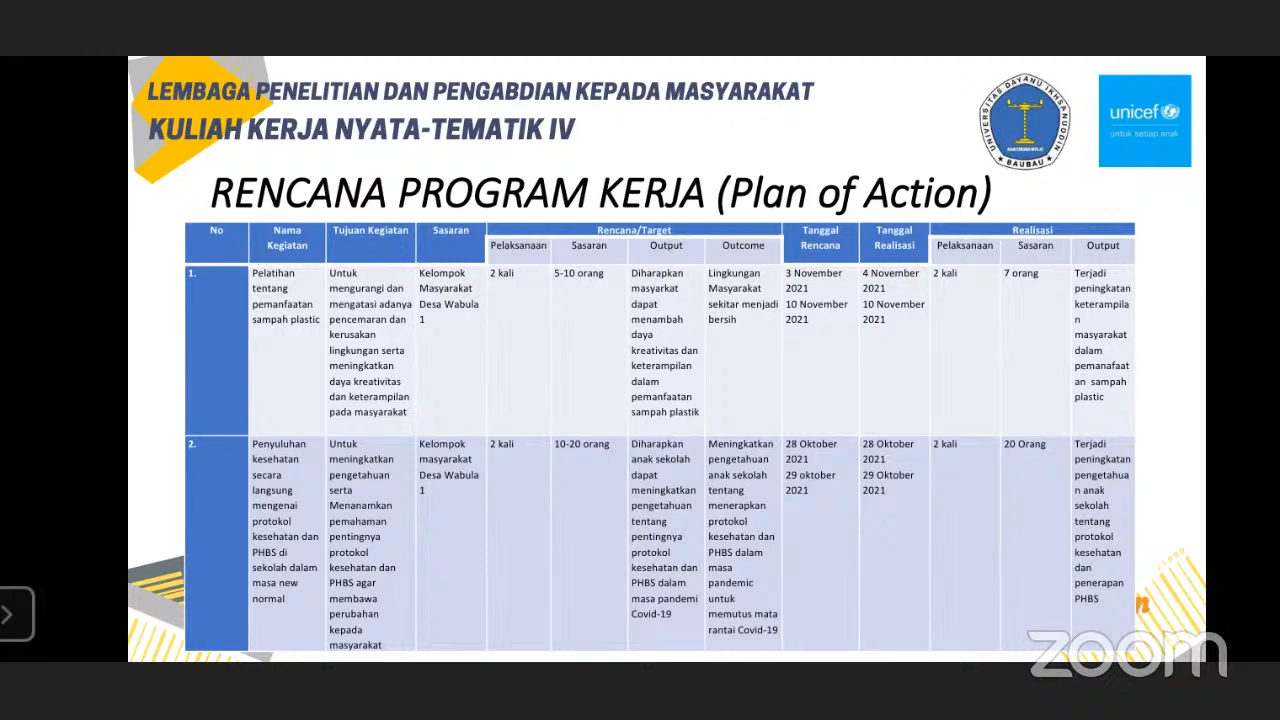 LEMBAGA PENELITIAN DAN PENGABDIAN KEPADA MASYARAKAT
KULIAH KERJA NYATA-TEMATIK IV
UNIVERSITAS DAYANU IKHSANUDDIN
BAUBAU
unicef
untuk setiap anak
RENCANA PROGRAM KERJA (Plan of Action)
No
Nama
Kegiatan
Tujuan Kegiatan
Sasaran
Rencana/Target
Pelaksanaan
Sasaran
Output
Outcome
Tanggal
Rencana
Tanggal
Realisasi
Realisasi
Pelaksanaan
Sasaran
Output
1.
Pelatihan
tentang
pemanfaatan
sampah plastic
Untuk
mengurangi dan
mengatasi adanya
pencemaran dan
kerusakan
lingkungan serta
meningkatkan
daya kreativitas
dan keterampilan
pada masyarakat
Kelompok
Masyarakat
Desa Wabula
1
2 kali
5-10 orang
Diharapkan
masyarkat
dapat
menambah
daya
kreativitas dan
keterampilan
dalam
pemanfaatan
sampah plastik
Lingkungan
Masyarakat
sekitar menjadi
bersih
3 November
2021
10 November
2021
4 November
2021
10 November
2021
2 kali
7 orang
Terjadi
peningkatan
keterampila
n
masyarakat
dalam
pemanafaat
an sampah
plastic
2.
Penyuluhan
kesehatan
secara
langsung
mengenai
protokol
kesehatan dan
PHBS di
sekolah dalam
masa new
normal
Untuk
meningkatkan
pengetahuan
serta
Menanamkan
pemahaman
pentingnya
protokol
kesehatan dan
PHBS agar
membawa
perubahan
kepada
masyarakat
Kelompok
masyarakat
Desa Wabula
1
2 kali
10-20 orang
Diharapkan
anak sekolah
dapat
meningkatkan
pengetahuan
tentang
pentingnya
protokol
kesehatan dan
PHBS dalam
masa pandemi
Covid-19
Meningkatkan
pengetahuan
anak sekolah
tentang
menerapkan
protokol
kesehatan dan
PHBS dalam
masa
pandemic
untuk
memutus mata
rantai Covid-19
28 Oktober
2021
29 oktober
2021
28 Oktober
2021
29 Oktober
2021
2 kali
20 Orang
Terjadi
peningkatan
pengetahua
n anak
sekolah
tentang
protokol
kesehatan
dan
penerapan
PHBS
zoom